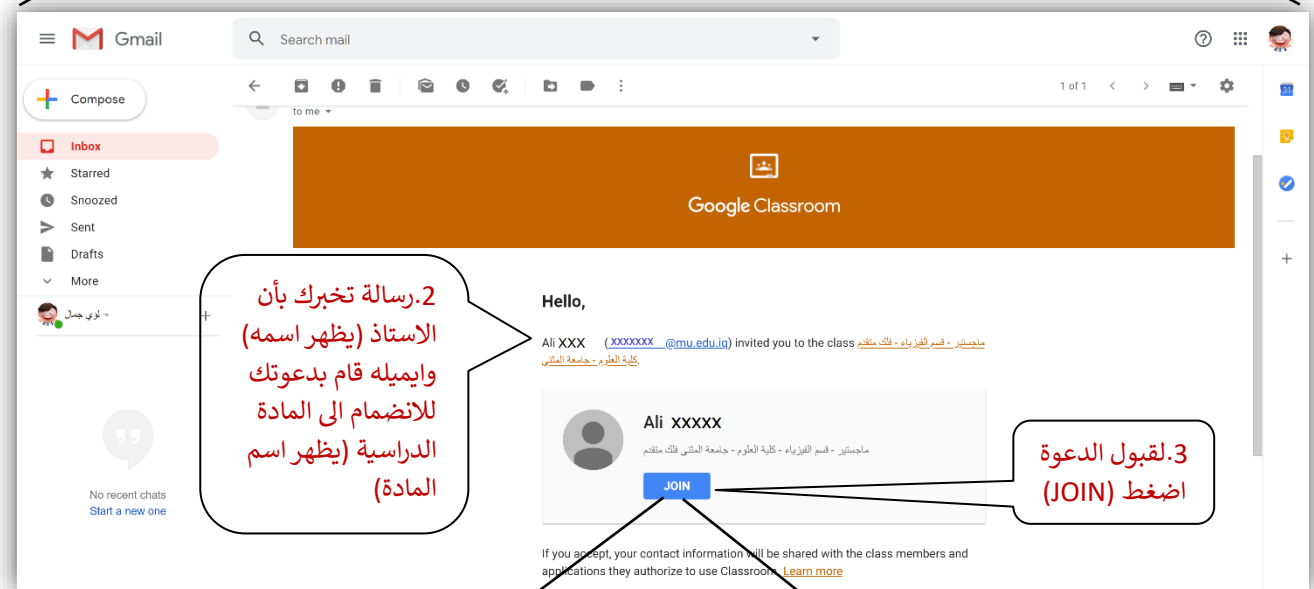 Gmail
Search mail
Compose
1 of 1
31
to me
Inbox
Starred
Snoozed
Sent
Drafts
More
لوي جمال -
No recent chats
Start a new one
Google Classroom
2.رسالة تخبرك بأن
الاستاذ (يظهر اسمه)
وايميله قام بدعوتك
للانضمام الى المادة
الدراسية (يظهر اسم
المادة)
Hello,
Ali XXX (XXXXXXX @mu.edu.iq) invited you to the class ماجستير - قسم الفيزياء - فلك متقدم
كلية العلوم - جامعة المثنى.
Ali XXXXX
ماجستير - قسم الفيزياء - كلية العلوم - جامعة المثنى فلك متقدم
JOIN
3.لقبول الدعوة
اضغط (JOIN)
If you accept, your contact information will be shared with the class members and
applications they authorize to use Classroom. Learn more